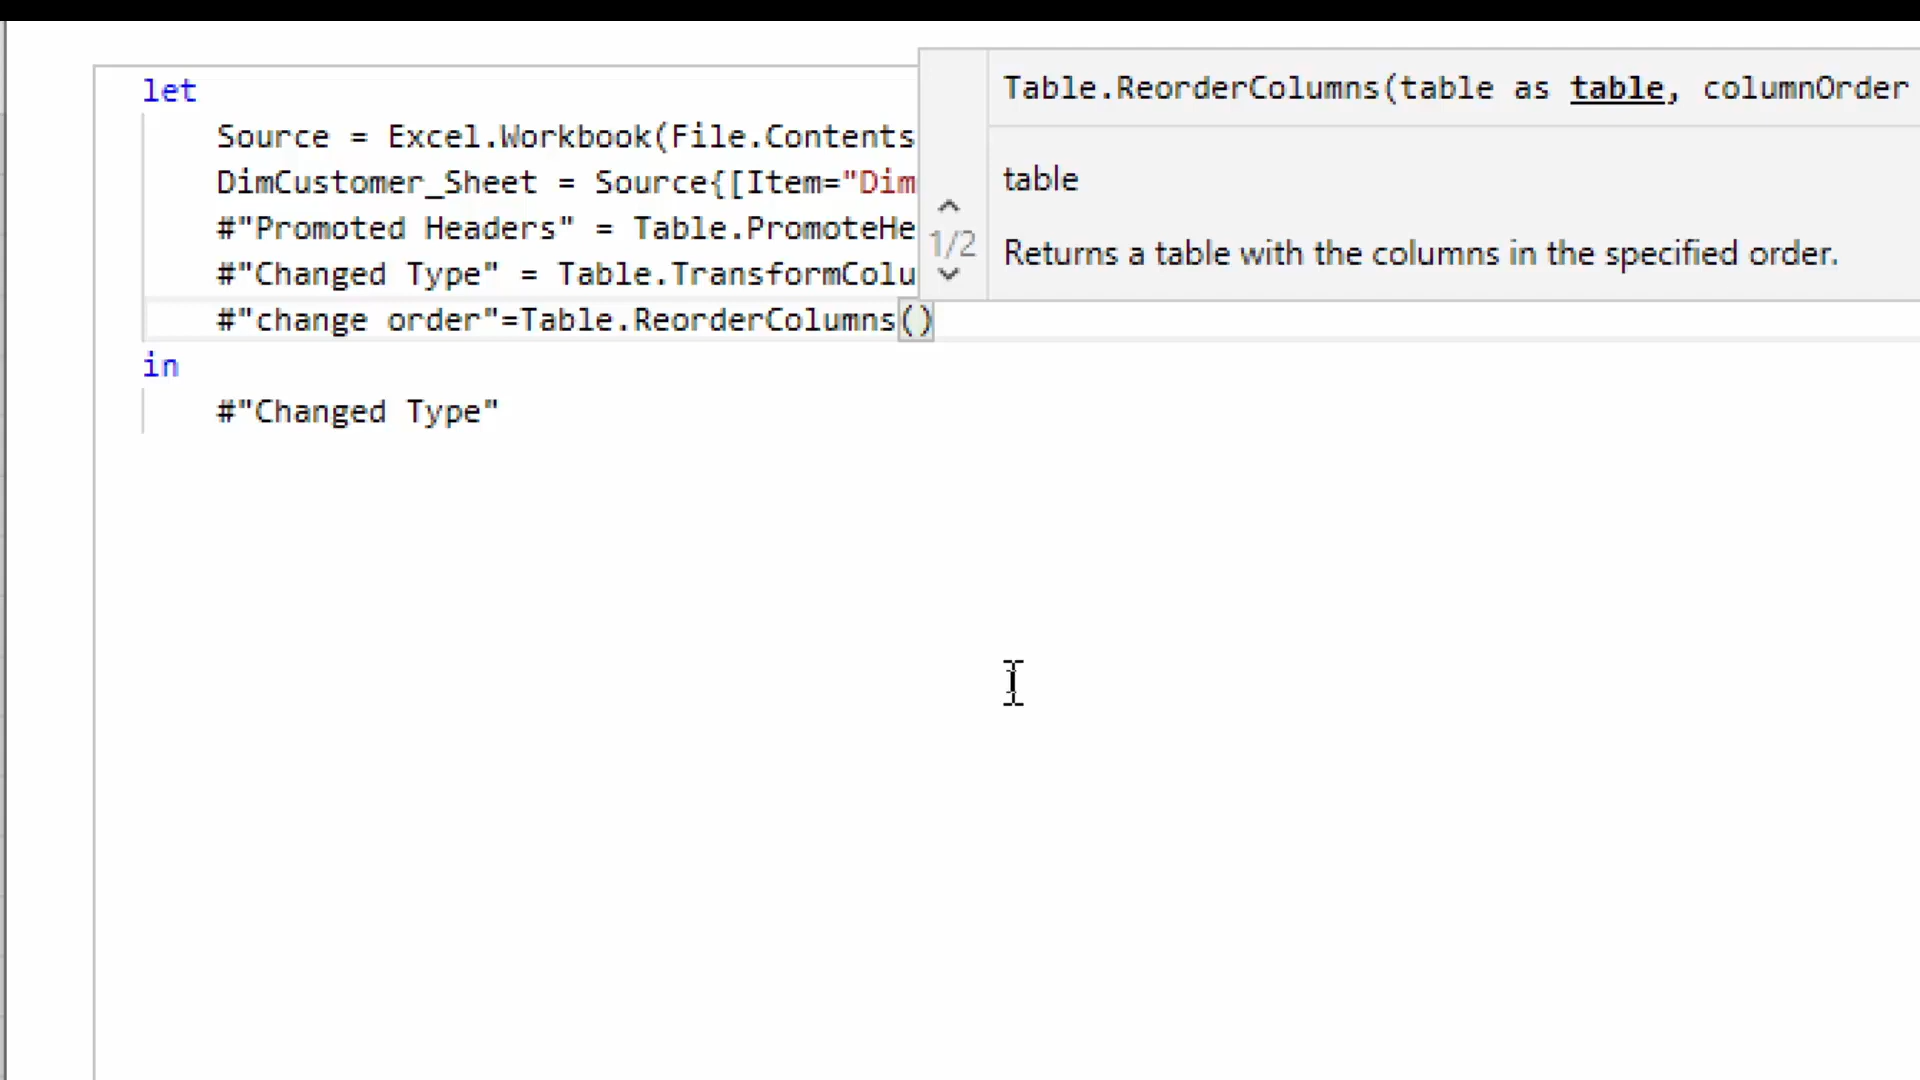 let
Source = Excel.Workbook(File.Contents
DimCustomer_Sheet = Source{[Item="Dim
#"Promoted Headers" = Table.PromoteHe
#"Changed Type" = Table.TransformColu
#"change order"=Table.ReorderColumns()
in
#"Changed Type"
Table.ReorderColumns(table as table, columnOrder
table
1/2
Returns a table with the columns in the specified order.